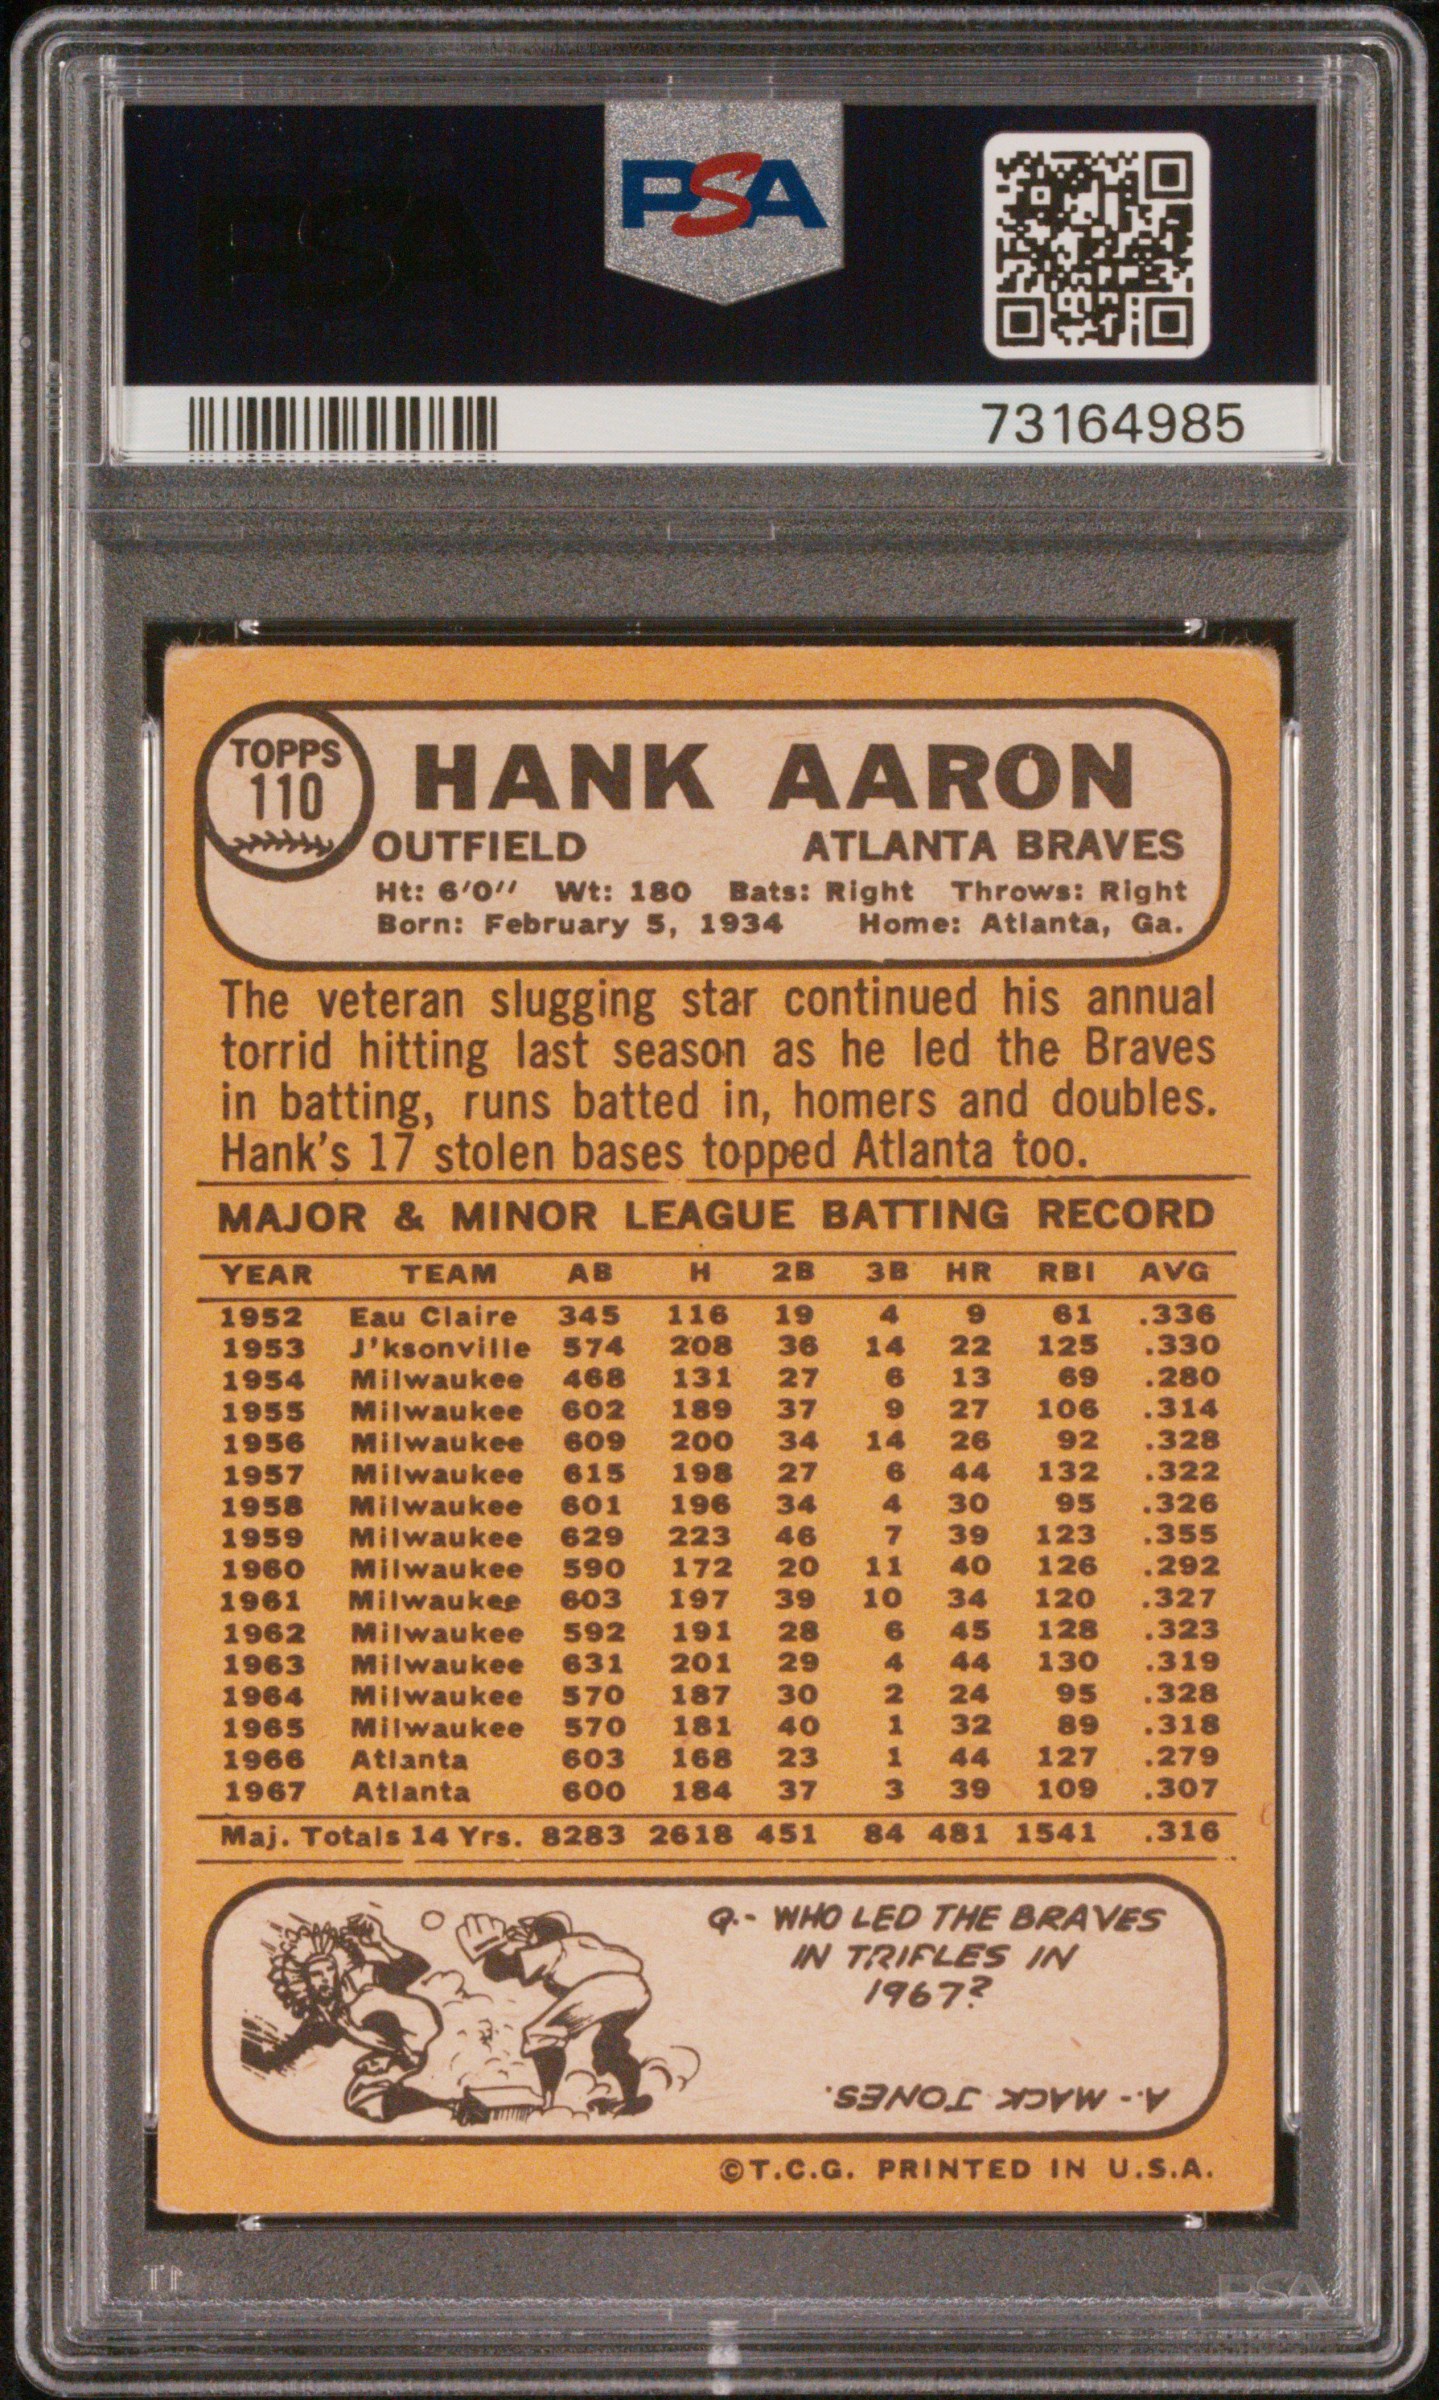 PSA
73164985
TOPPS
110
HANK AARON
OUTFIELD ATLANTA BRAVES
Ht: 6'0" Wt: 180 Bats: Right Throws: Right
Born: February 5, 1934 Home: Atlanta, Ga.
The veteran slugging star continued his annual
torrid hitting last season as he led the Braves
in batting, runs batted in, homers and doubles.
Hank's 17 stolen bases topped Atlanta too.
MAJOR & MINOR LEAGUE BATTING RECORD
YEAR TEAM AB H 2B 3B HR RBI AVG
1952 Eau Claire 345 116 19 4 9 61 .336
1953 J'ksonville 574 208 36 14 22 125 .330
1954 Milwaukee 468 131 27 6 13 69 .280
1955 Milwaukee 602 189 37 9 27 106 .314
1956 Milwaukee 609 200 34 14 26 92 .328
1957 Milwaukee 615 198 27 6 44 132 .322
1958 Milwaukee 601 196 34 4 30 95 .326
1959 Milwaukee 629 223 46 7 39 123 .355
1960 Milwaukee 590 172 20 11 40 126 .292
1961 Milwaukee 603 197 39 10 34 120 .327
1962 Milwaukee 592 191 28 6 45 128 .323
1963 Milwaukee 631 201 29 4 44 130 .319
1964 Milwaukee 570 187 30 2 24 95 .328
1965 Milwaukee 570 181 40 1 32 89 .318
1966 Atlanta 603 168 23 1 44 127 .279
1967 Atlanta 600 184 37 3 39 109 .307
Maj. Totals 14 Yrs. 8283 2618 451 84 481 1541 .316
Q.- WHO LED THE BRAVES
IN TRIPLES IN
1967?
A.- MACK JONES.
©T.C.G. PRINTED IN U.S.A.
PSA